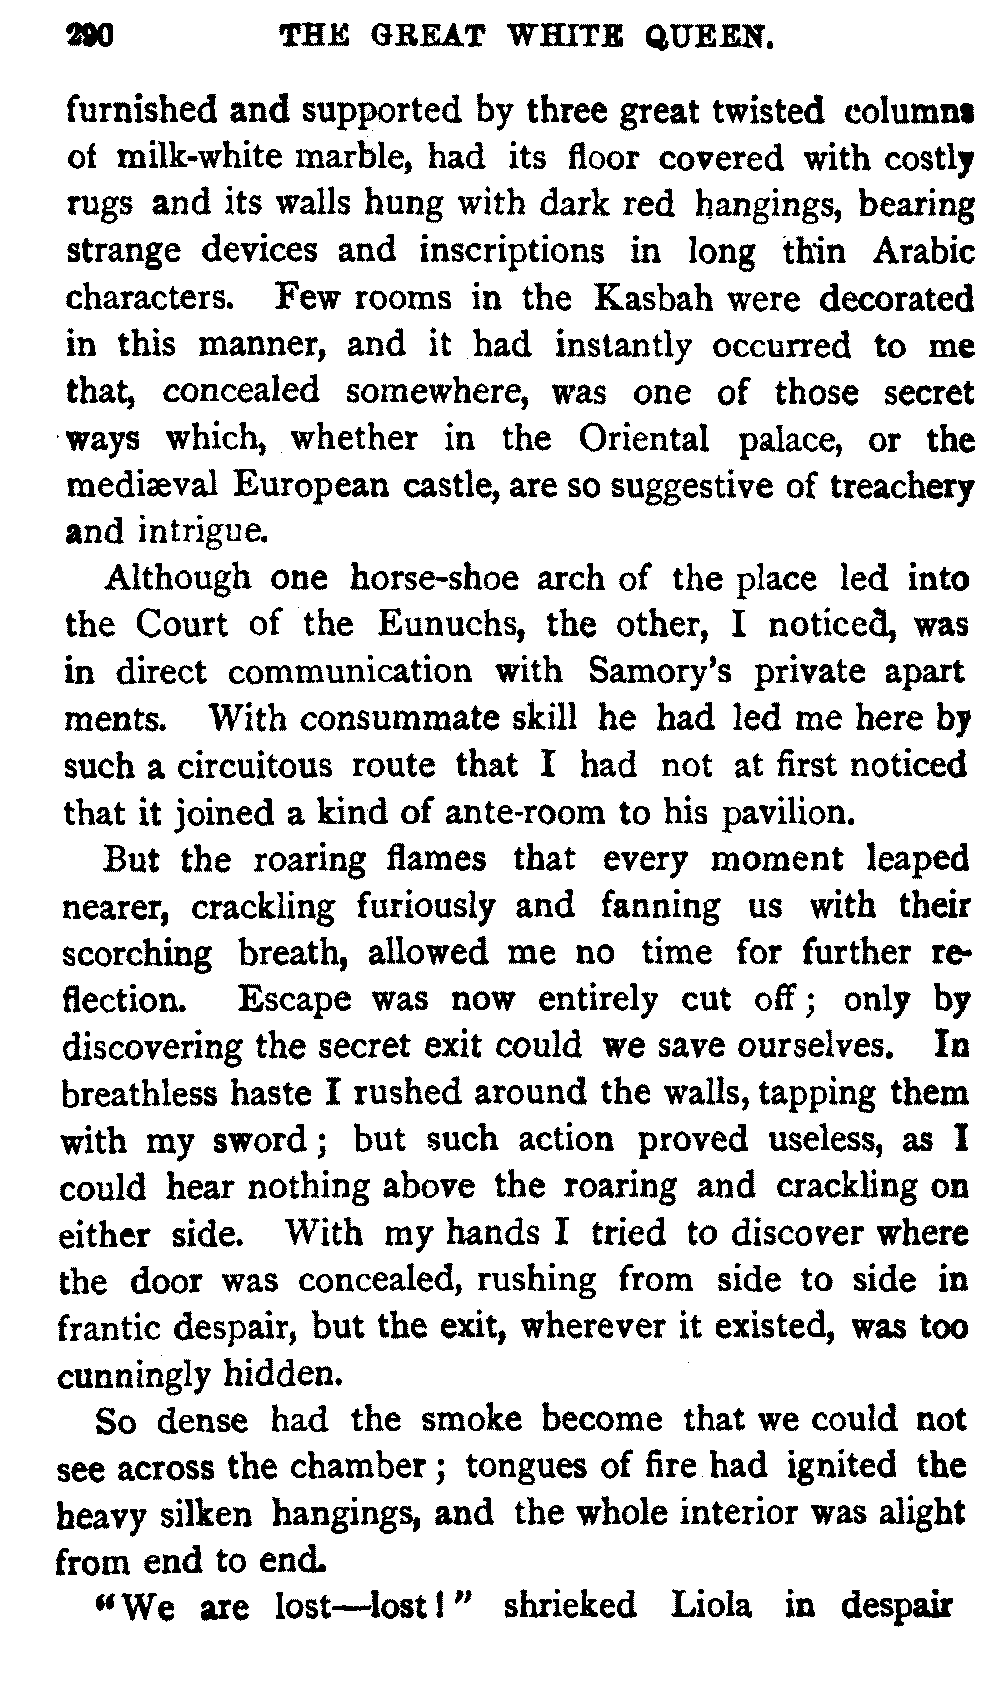 290 THE GREAT WHITE QUEEN.
furnished and supported by three great twisted columns
of milk-white marble, had its floor covered with costly
rugs and its walls hung with dark red hangings, bearing
strange devices and inscriptions in long thin Arabic
characters. Few rooms in the Kasbah were decorated
in this manner, and it had instantly occurred to me
that, concealed somewhere, was one of those secret
ways which, whether in the Oriental palace, or the
mediæval European castle, are so suggestive of treachery
and intrigue.
Although one horse-shoe arch of the place led into
the Court of the Eunuchs, the other, I noticed, was
in direct communication with Samory's private apart
ments. With consummate skill he had led me here by
such a circuitous route that I had not at first noticed
that it joined a kind of ante-room to his pavilion.
But the roaring flames that every moment leaped
nearer, crackling furiously and fanning us with their
scorching breath, allowed me no time for further re-
flection. Escape was now entirely cut off; only by
discovering the secret exit could we save ourselves. In
breathless haste I rushed around the walls, tapping them
with my sword; but such action proved useless, as I
could hear nothing above the roaring and crackling on
either side. With my hands I tried to discover where
the door was concealed, rushing from side to side in
frantic despair, but the exit, wherever it existed, was too
cunningly hidden.
So dense had the smoke become that we could not
see across the chamber; tongues of fire had ignited the
heavy silken hangings, and the whole interior was alight
from end to end.
"We are lost—lost!" shrieked Liola in despair